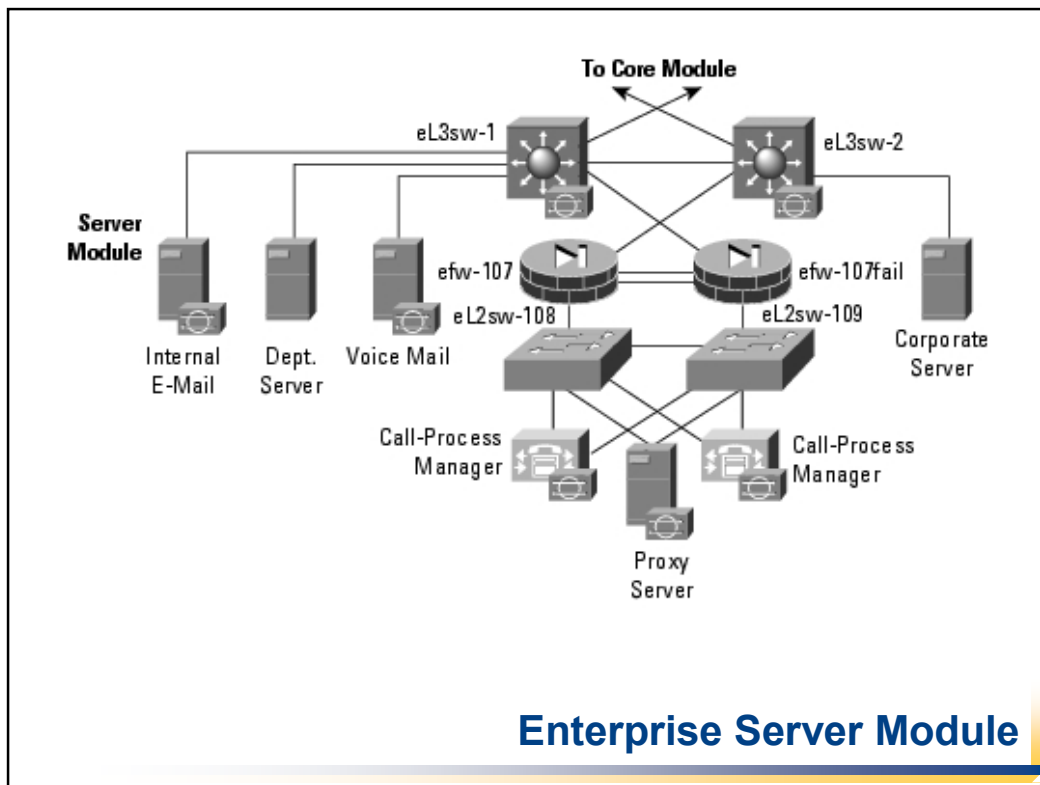 To Core Module
eL3sw-1
eL3sw-2
Server
Module
efw-107
efw-107fail
eL2sw-108
eL2sw-109
Internal
E-Mail
Dept.
Server
Voice Mail
Corporate
Server
Call-Process
Manager
Call-Process
Manager
Proxy
Server
Enterprise Server Module